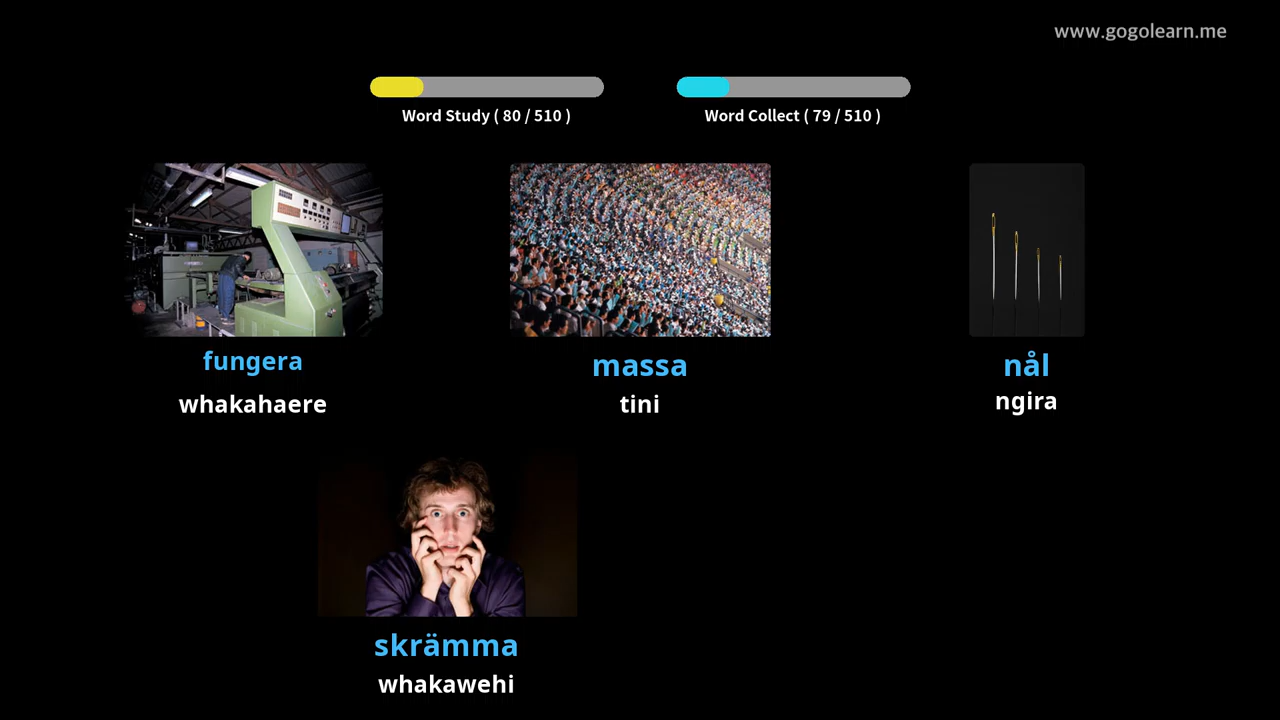 www.gogolearn.me
Word Study ( 80 / 510 )
Word Collect ( 79 / 510 )
fungera
whakahaere
massa
tini
nål
ngira
skrämma
whakawehi